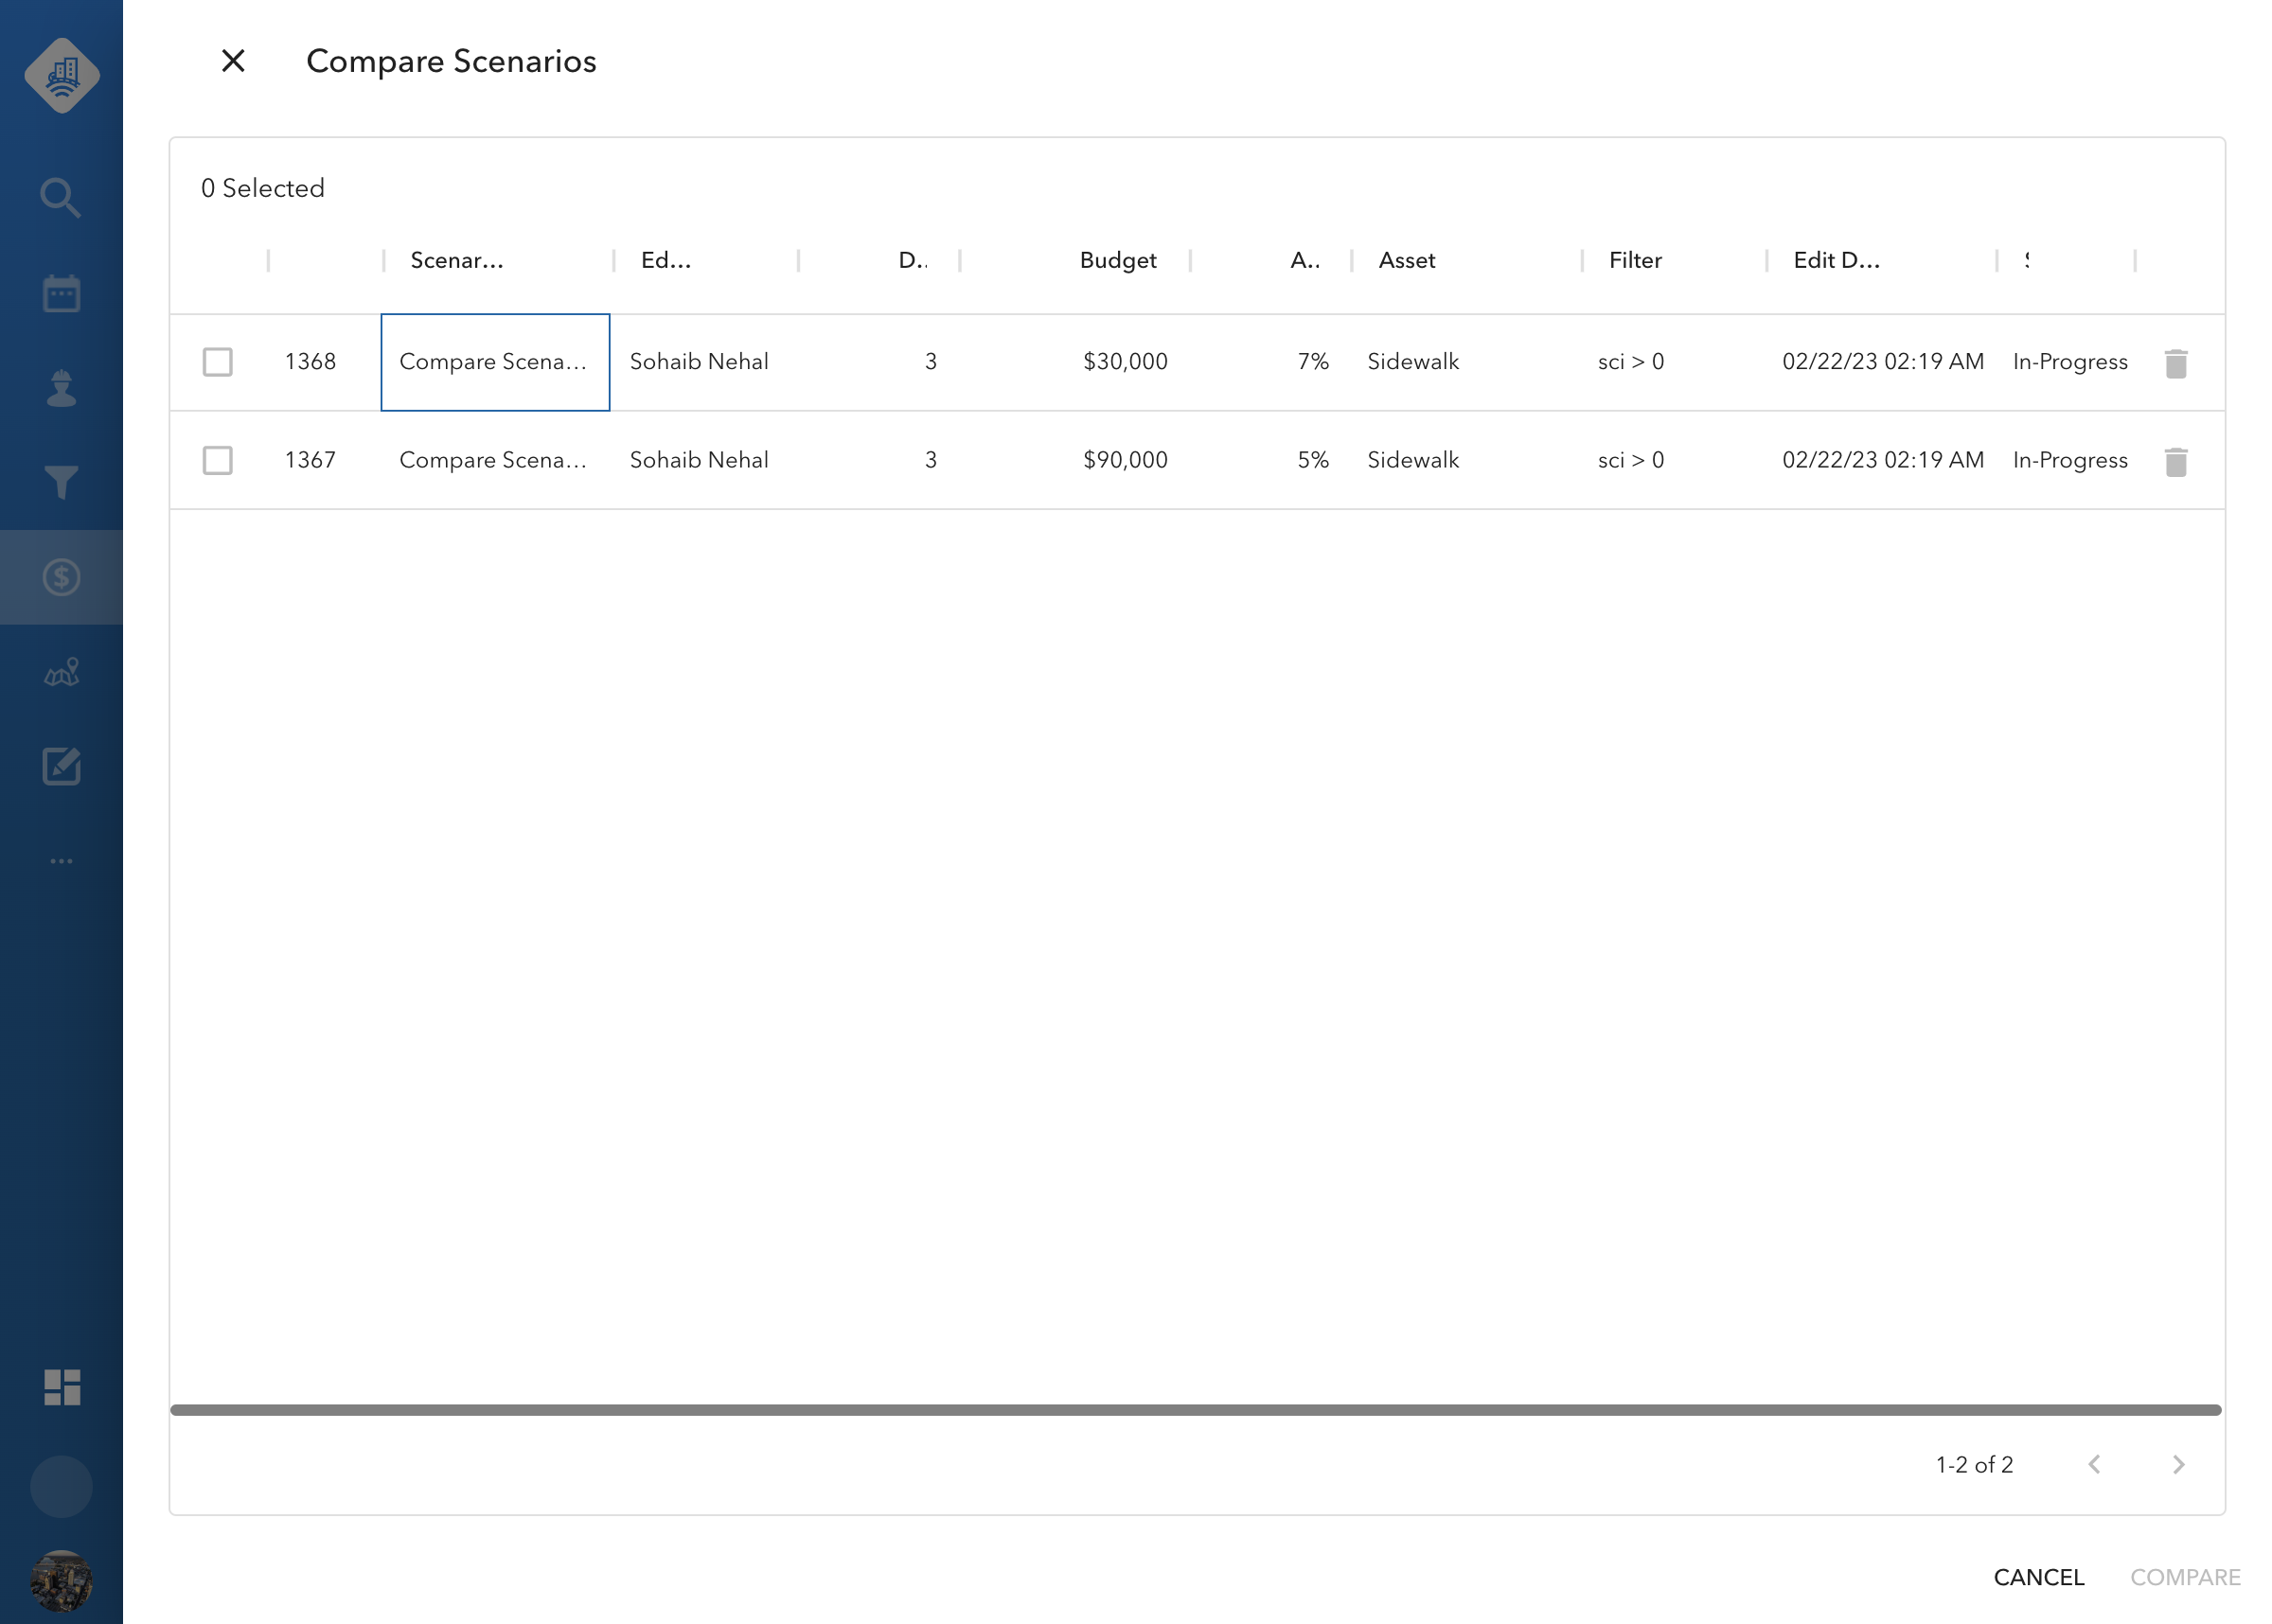 Compare Scenarios
0 Selected
Scenar... Ed... D.. Budget A.. Asset Filter Edit D...
1368 Compare Scena... Sohaib Nehal 3 $30,000 7% Sidewalk sci > 0 02/22/23 02:19 AM In-Progress
1367 Compare Scena... Sohaib Nehal 3 $90,000 5% Sidewalk sci > 0 02/22/23 02:19 AM In-Progress
1-2 of 2
CANCEL COMPARE